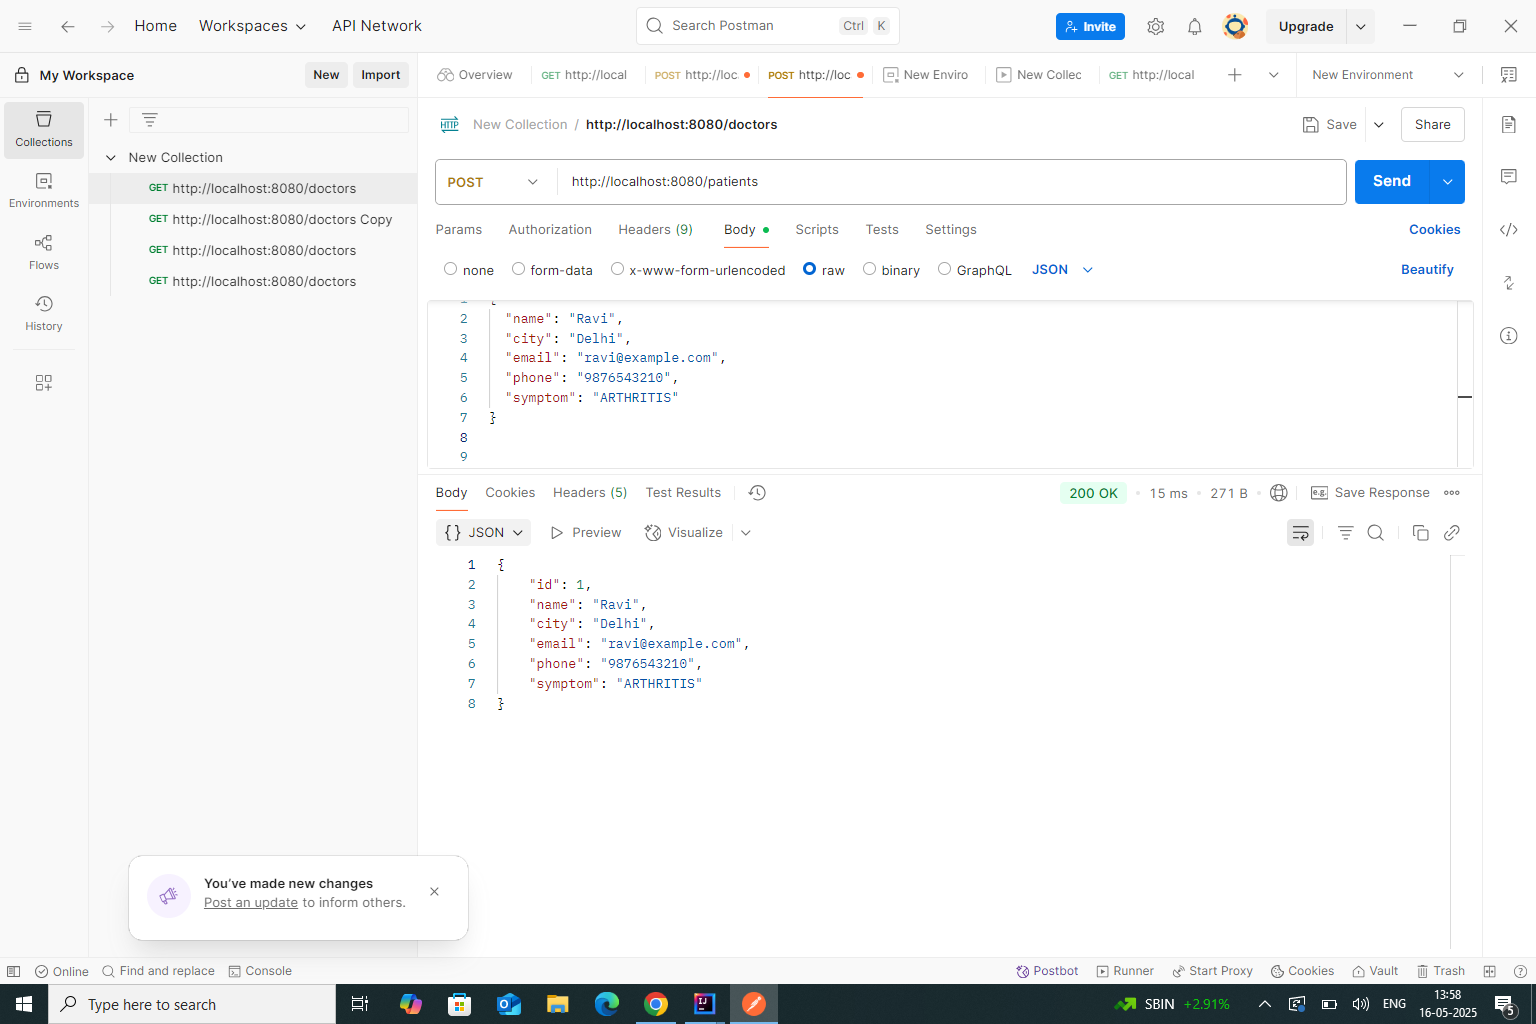 Home Workspaces API Network Search Postman Ctrl K Invite Upgrade
My Workspace New Import Overview GET http://local POST http://loc POST http://loc New Enviro New Collec GET http://local New Environment
New Collection / http://localhost:8080/doctors Save Share
Collections
New Collection
GET http://localhost:8080/doctors
GET http://localhost:8080/doctors Copy
GET http://localhost:8080/doctors
GET http://localhost:8080/doctors
Environments
Flows
History
POST http://localhost:8080/patients Send
Params Authorization Headers (9) Body Scripts Tests Settings Cookies
none form-data x-www-form-urlencoded raw binary GraphQL JSON Beautify
2 "name": "Ravi",
3 "city": "Delhi",
4 "email": "ravi@example.com",
5 "phone": "9876543210",
6 "symptom": "ARTHRITIS"
7 }
8
9
Body Cookies Headers (5) Test Results 200 OK • 15 ms • 271 B • e.g. Save Response
{} JSON Preview Visualize
1 {
2 "id": 1,
3 "name": "Ravi",
4 "city": "Delhi",
5 "email": "ravi@example.com",
6 "phone": "9876543210",
7 "symptom": "ARTHRITIS"
8 }
You've made new changes
Post an update to inform others.
Online Find and replace Console Postbot Runner Start Proxy Cookies Vault Trash
Type here to search SBIN +2.91% ENG 13:58
16-05-2025 5